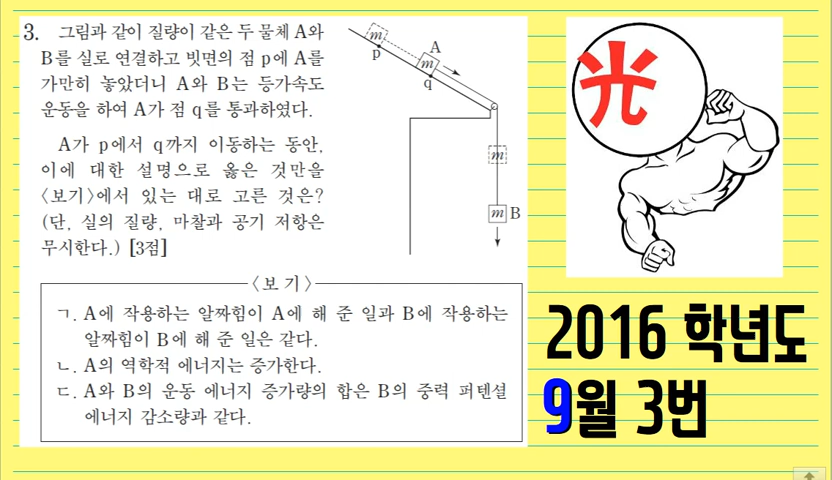 3. 그림과 같이 질량이 같은 두 물체 A와
B를 실로 연결하고 빗면의 점 p에 A를
가만히 놓았더니 A와 B는 등가속도
운동을 하여 A가 점 q를 통과하였다.
A가 p에서 q까지 이동하는 동안,
이에 대한 설명으로 옳은 것만을
〈보기〉에서 있는 대로 고른 것은?
(단, 실의 질량, 마찰과 공기 저항은
무시한다.) [3점]
m
p
A
m
q
m
m B
〈보 기〉
ㄱ. A에 작용하는 알짜힘이 A에 해 준 일과 B에 작용하는
알짜힘이 B에 해 준 일은 같다.
ㄴ. A의 역학적 에너지는 증가한다.
ㄷ. A와 B의 운동 에너지 증가량의 합은 B의 중력 퍼텐셜
에너지 감소량과 같다.
光
2016 학년도
9월 3번